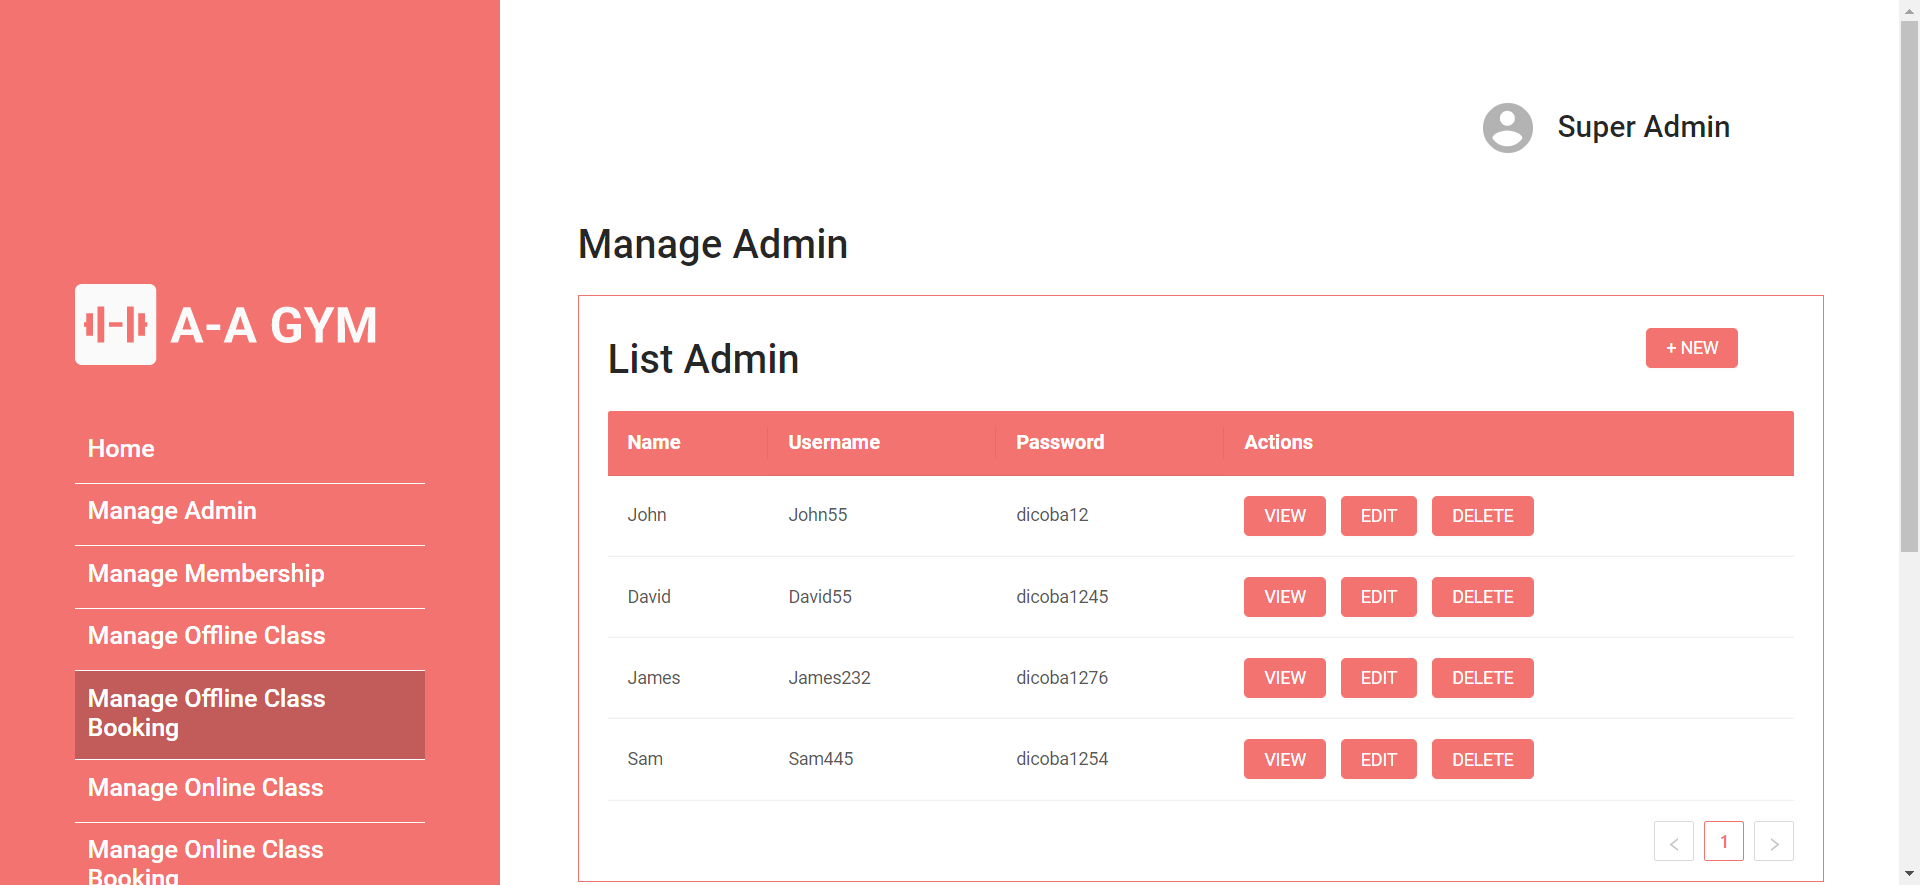 A-A GYM
Home
Manage Admin
Manage Membership
Manage Offline Class
Manage Offline Class
Booking
Manage Online Class
Manage Online Class
Booking
Super Admin
Manage Admin
List Admin
+ NEW
Name Username Password Actions
John John55 dicoba12 VIEW EDIT DELETE
David David55 dicoba1245 VIEW EDIT DELETE
James James232 dicoba1276 VIEW EDIT DELETE
Sam Sam445 dicoba1254 VIEW EDIT DELETE
< 1 >